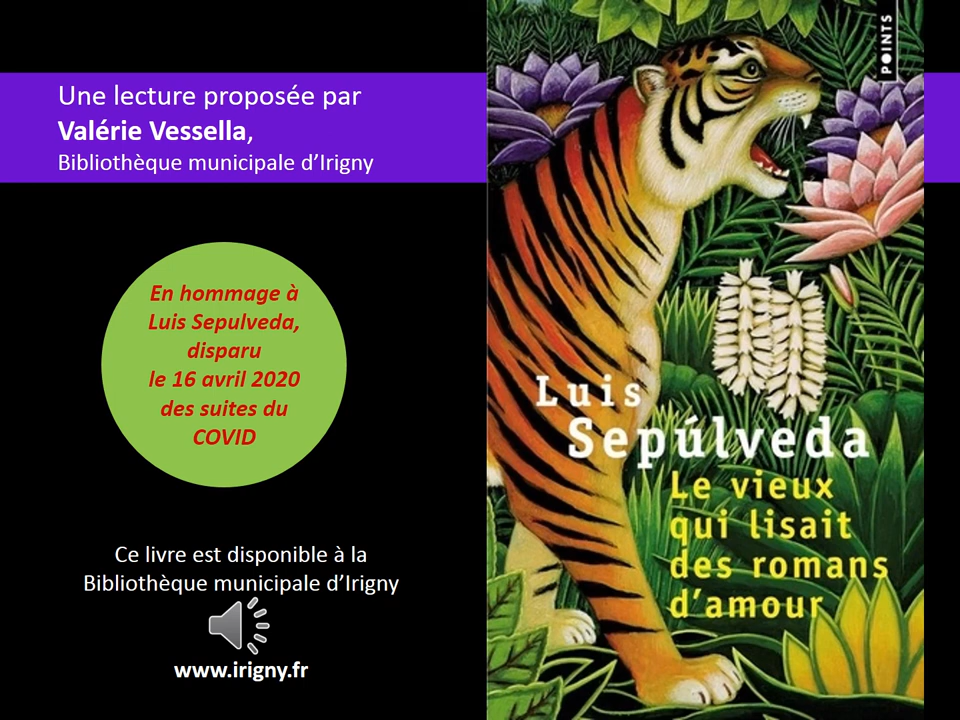 Une lecture proposée par
Valérie Vessella,
Bibliothèque municipale d'Irigny
En hommage à
Luis Sepulveda,
disparu
le 16 avril 2020
des suites du
COVID
Ce livre est disponible à la
Bibliothèque municipale d'Irigny
www.irigny.fr
POINTS
Luis
Sepúlveda
Le vieux
qui lisait
des romans
d'amour